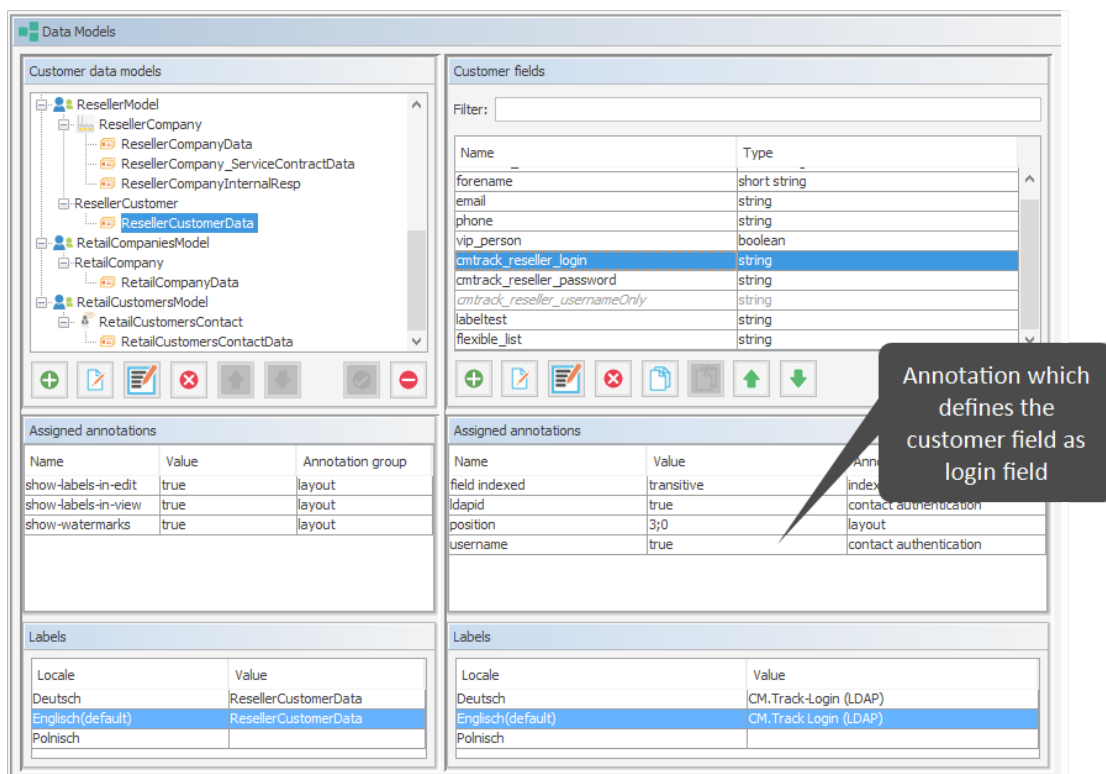 Data Models
Customer data models
ResellerModel
ResellerCompany
ResellerCompanyData
ResellerCompany_ServiceContractData
ResellerCompanyInternalResp
ResellerCustomer
ResellerCustomerData
RetailCompaniesModel
RetailCompany
RetailCompanyData
RetailCustomersModel
RetailCustomersContact
RetailCustomersContactData
Customer fields
Filter:
Name Type
forename short string
email string
phone string
vip_person boolean
cmtrack_reseller_login string
cmtrack_reseller_password string
cmtrack_reseller_usernameOnly string
labeltest string
flexible_list string
Annotation which
defines the
customer field as
login field
Assigned annotations
Name Value Annotation group
show-labels-in-edit true layout
show-labels-in-view true layout
show-watermarks true layout
Assigned annotations
Name Value
field indexed transitive
ldapid true contact authentication
position 3;0 layout
username true contact authentication
Labels
Locale Value
Deutsch ResellerCustomerData
Englisch(default) ResellerCustomerData
Polnisch
Labels
Locale Value
Deutsch CM.Track-Login (LDAP)
Englisch(default) CM.Track Login (LDAP)
Polnisch